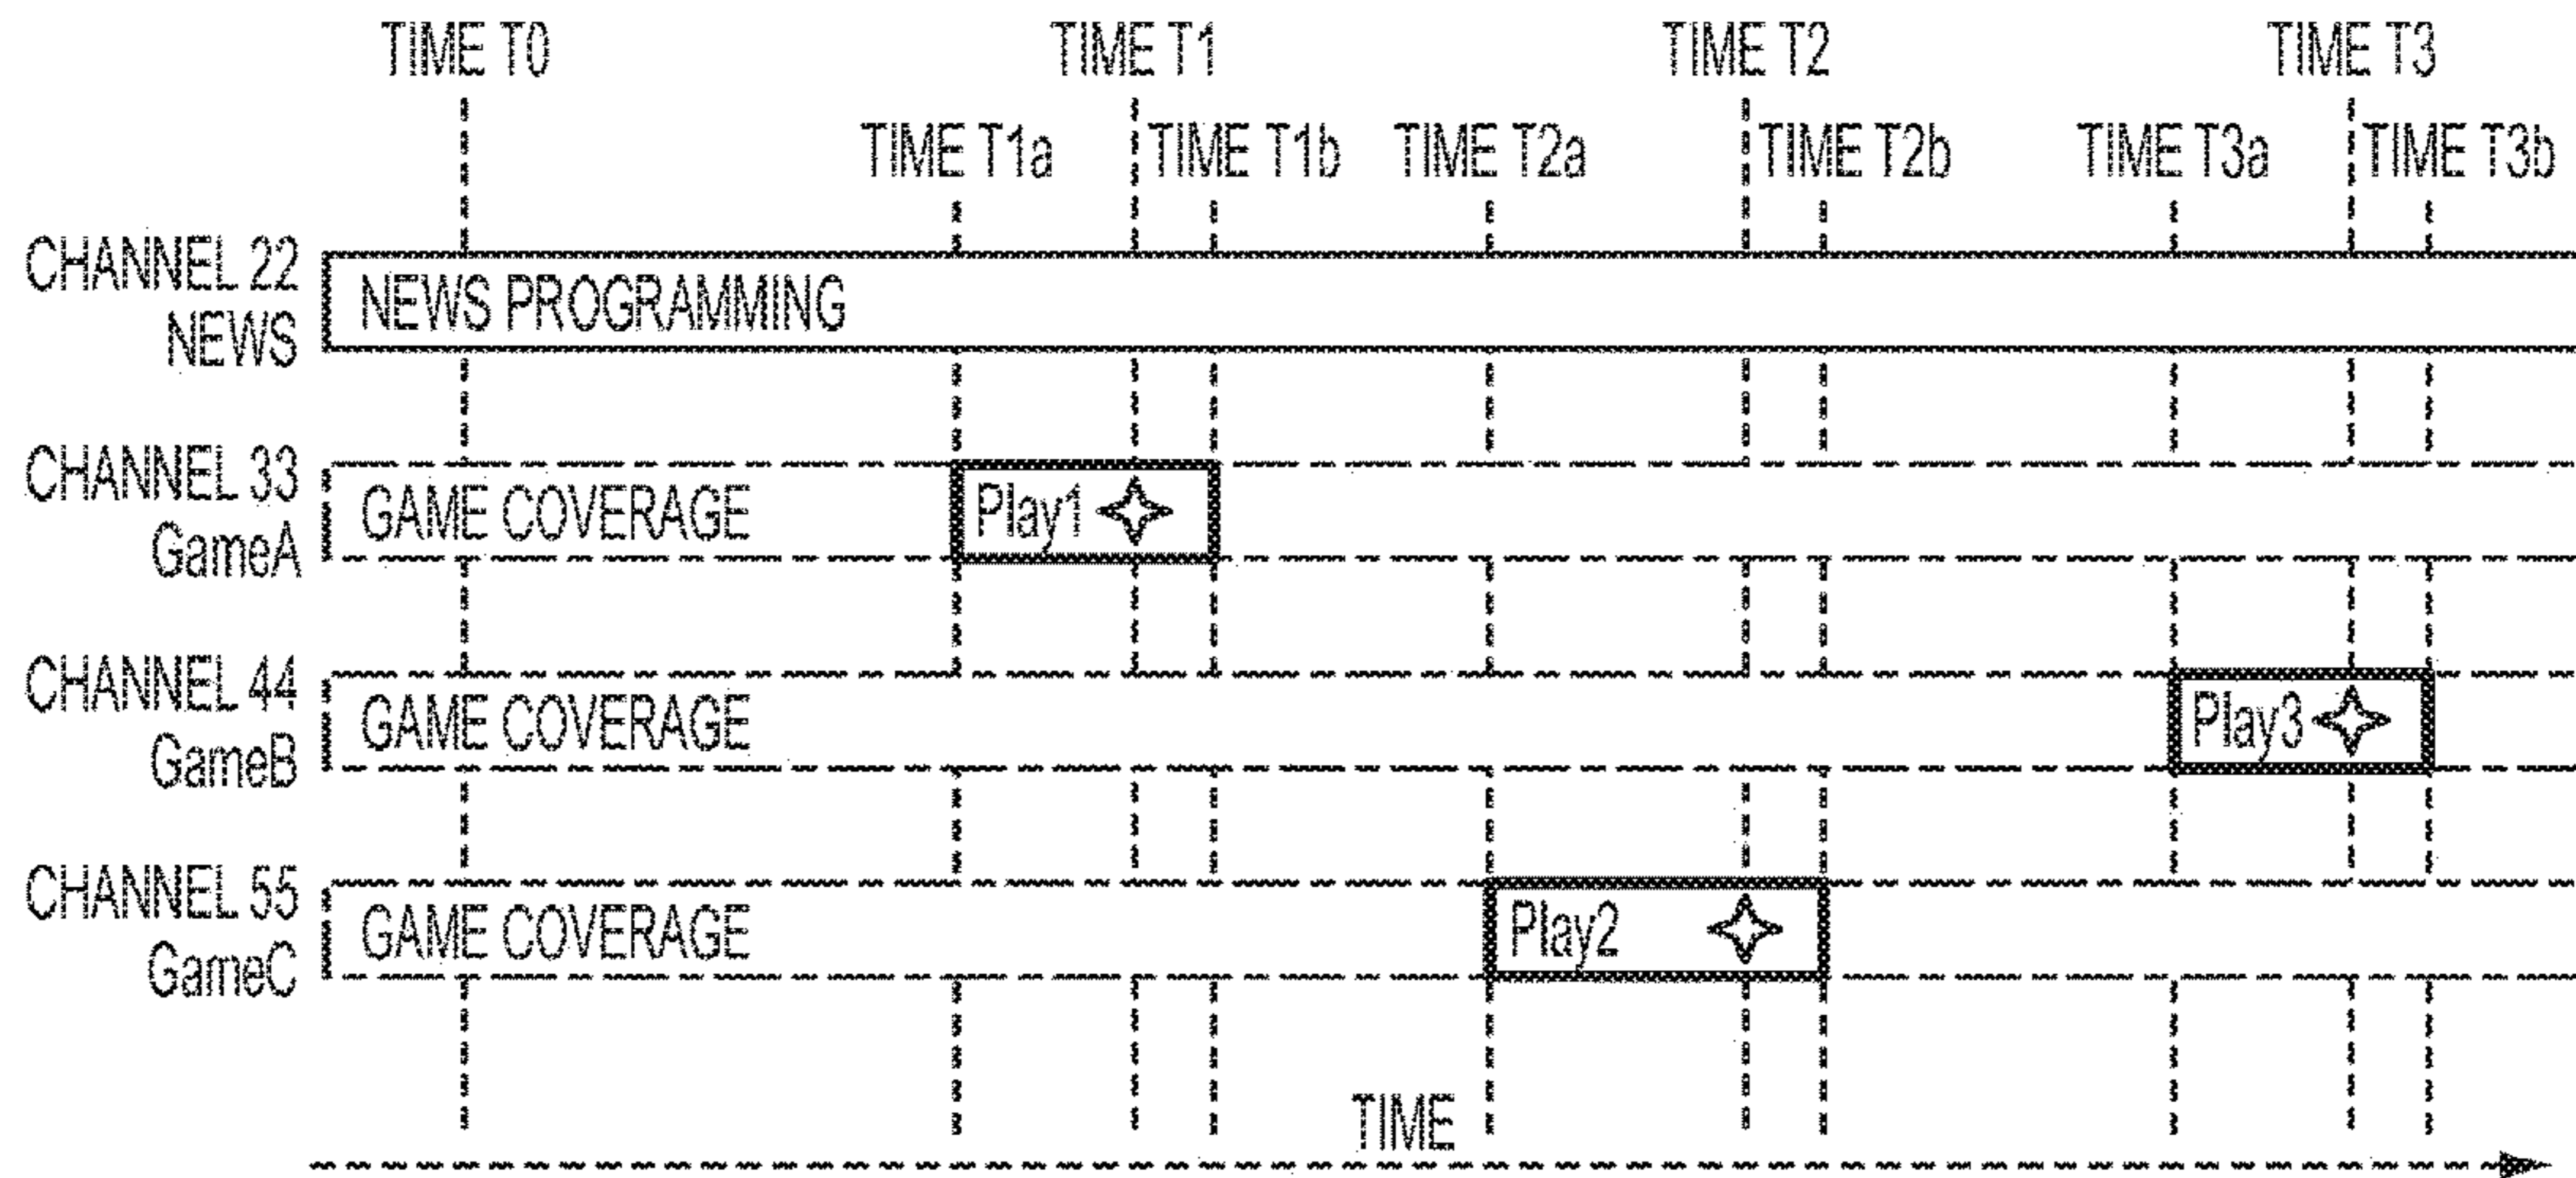 TIME T0
TIME T1
TIME T2
TIME T3
TIME T1a
TIME T1b
TIME T2a
TIME T2b
TIME T3a
TIME T3b
CHANNEL 22
NEWS
NEWS PROGRAMMING
CHANNEL 33
GameA
GAME COVERAGE
Play1
CHANNEL 44
GameB
GAME COVERAGE
Play3
CHANNEL 55
GameC
GAME COVERAGE
Play2
TIME